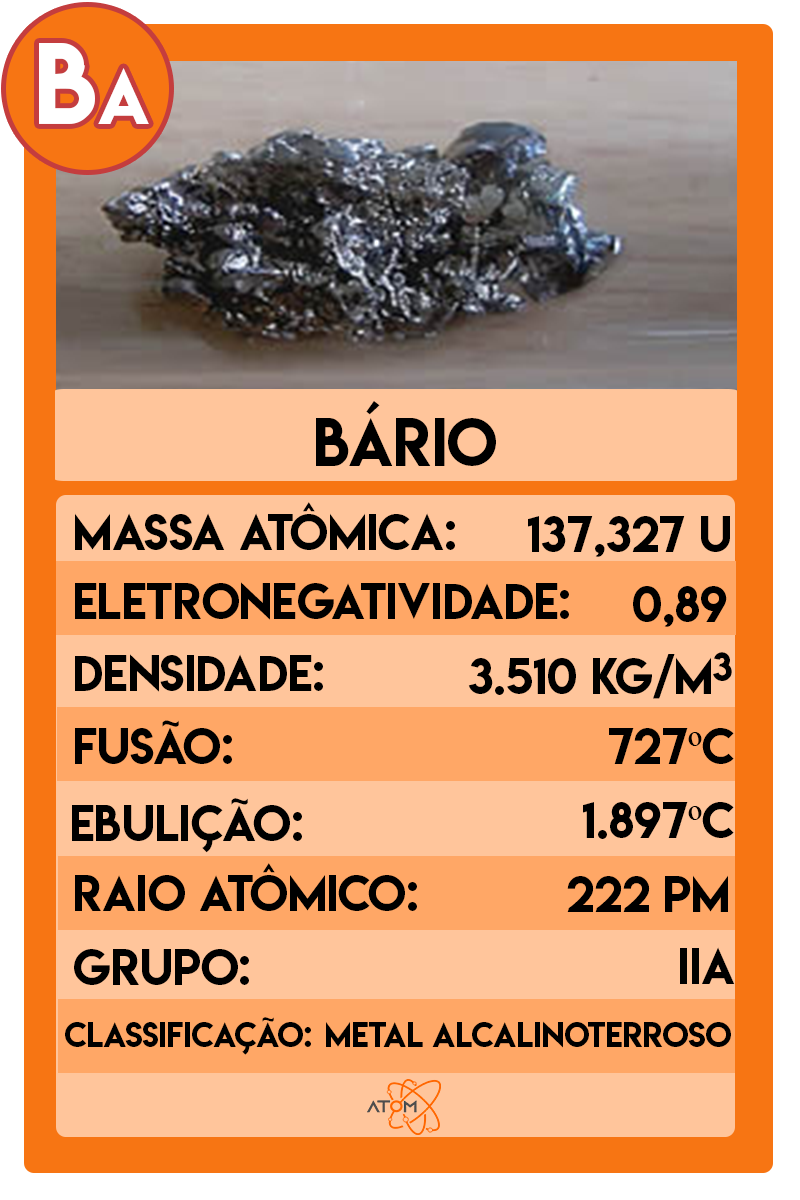 Ba
BÁRIO
MASSA ATÔMICA: 137,327 U
ELETRONEGATIVIDADE: 0,89
DENSIDADE: 3.510 KG/M³
FUSÃO: 727ºC
EBULIÇÃO: 1.897ºC
RAIO ATÔMICO: 222 PM
GRUPO: IIA
CLASSIFICAÇÃO: METAL ALCALINOTERROSO
ATOM